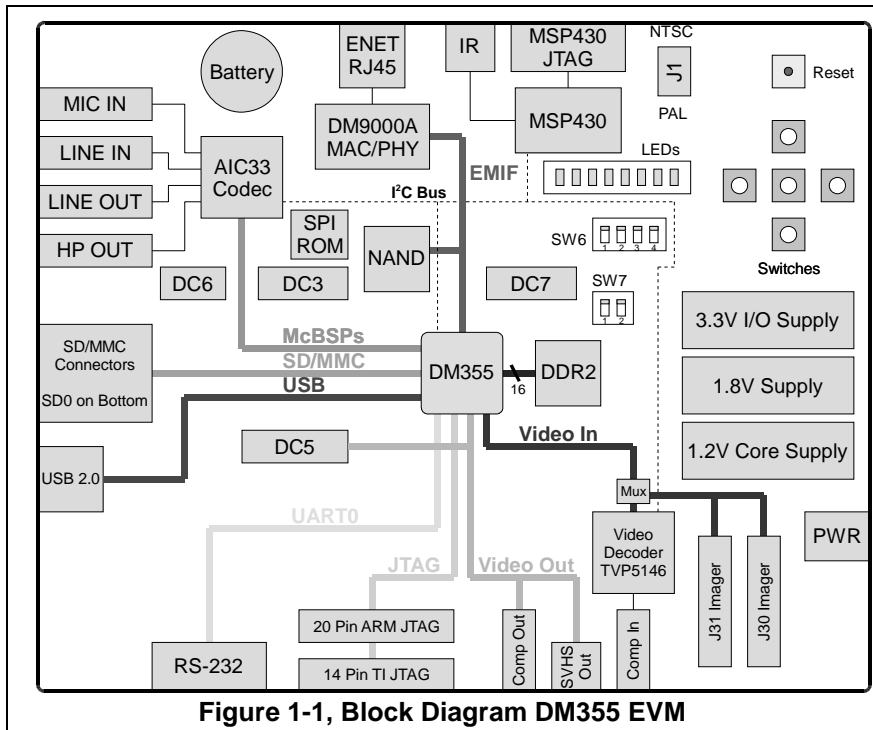 ENET
RJ45
IR
MSP430
JTAG
NTSC
J1
PAL
Reset
Battery
MIC IN
LINE IN
LINE OUT
HP OUT
AIC33
Codec
DM9000A
MAC/PHY
MSP430
EMIF
LEDs
I²C Bus
SPI
ROM
NAND
SW6
1 2 3 4
SW7
1 2
Switches
DC6
DC3
DC7
3.3V I/O Supply
1.8V Supply
1.2V Core Supply
SD/MMC
Connectors
SD0 on Bottom
McBSPs
SD/MMC
USB
DM355
16
DDR2
USB 2.0
DC5
Video In
Mux
UART0
Video
Decoder
TVP5146
PWR
JTAG
Video Out
J31 Imager
J30 Imager
20 Pin ARM JTAG
14 Pin TI JTAG
RS-232
Comp Out
SVHS
Out
Comp In
Figure 1-1, Block Diagram DM355 EVM